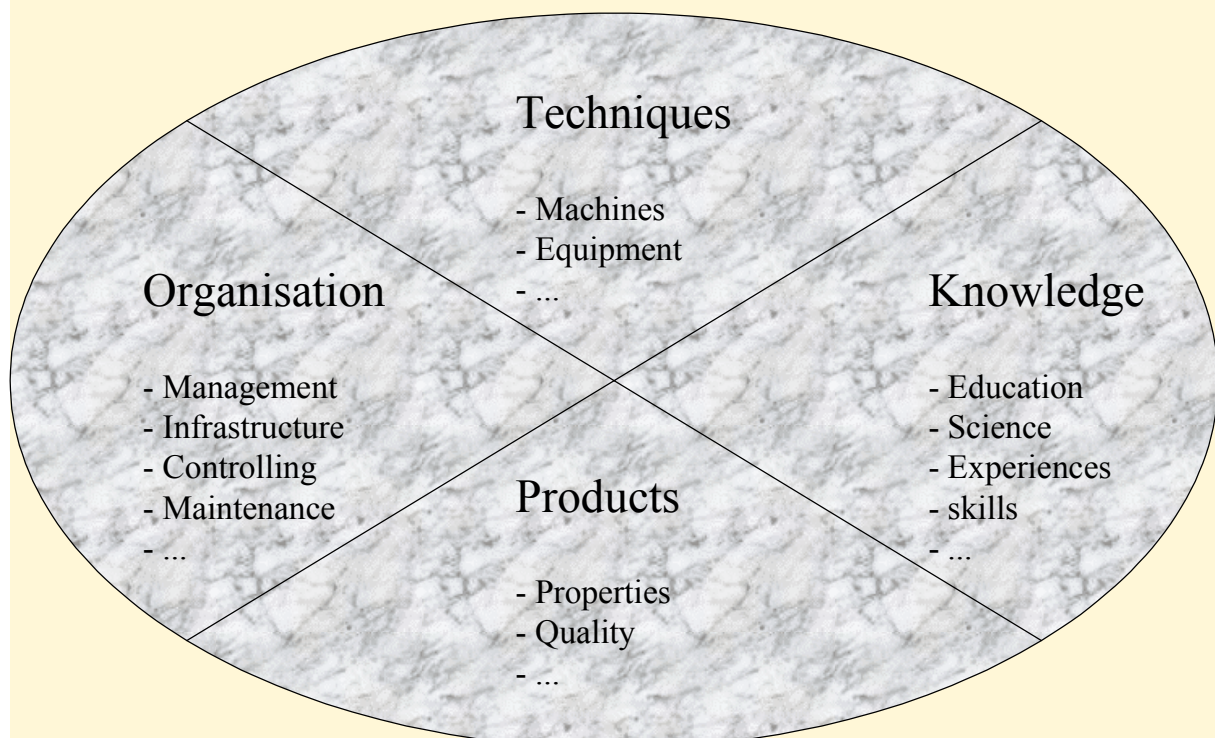 Techniques
- Machines
- Equipment
- ...
Organisation
- Management
- Infrastructure
- Controlling
- Maintenance
- ...
Knowledge
- Education
- Science
- Experiences
- skills
- ...
Products
- Properties
- Quality
- ...